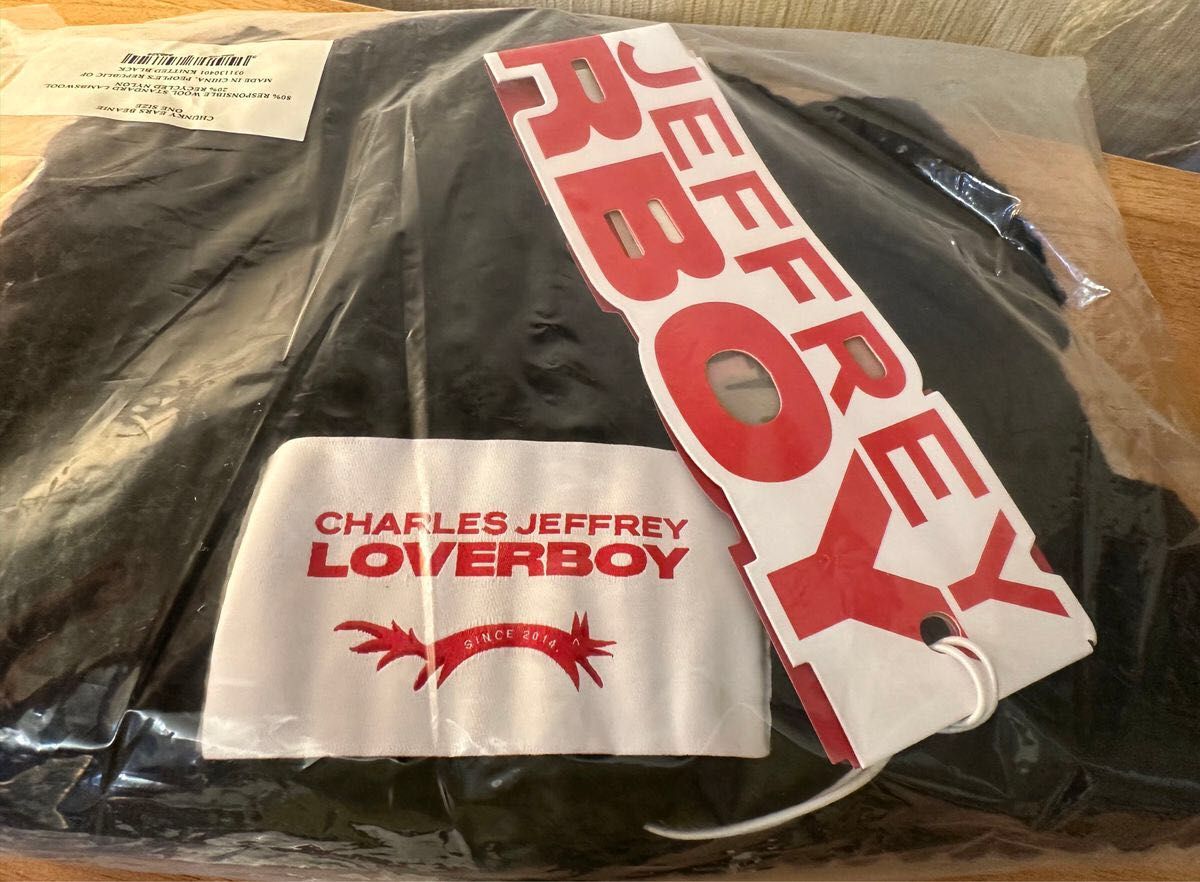 CHUNKY EARS BEANIE
ONE SIZE
80% RESPONSIBLE WOOL STANDARD LAMBSWOOL
20% RECYCLED NYLON
MADE IN CHINA, PEOPLE'S REPUBLIC OF
031130401 KNITTED BLACK
JEFFREY
RBOY
CHARLES JEFFREY
LOVERBOY
SINCE 2014.